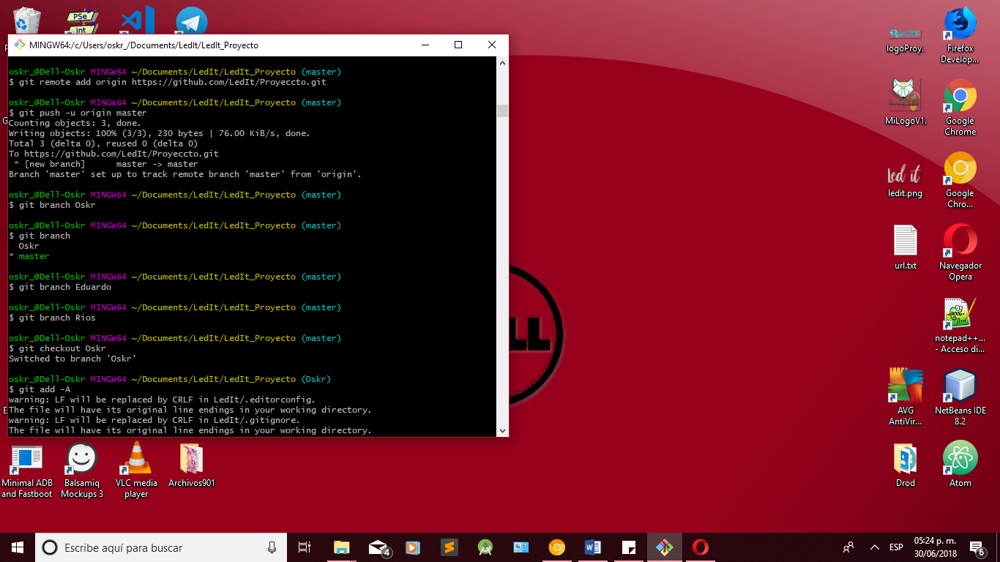 PSe
Int
MINGW64:/c/Users/oskr_/Documents/LedIt/LedIt_Proyecto
oskr_@Dell-Oskr MINGW64 ~/Documents/LedIt/LedIt_Proyecto (master)
$ git remote add origin https://github.com/LedIt/Proyeccto.git
oskr_@Dell-Oskr MINGW64 ~/Documents/LedIt/LedIt_Proyecto (master)
$ git push -u origin master
Counting objects: 3, done.
Writing objects: 100% (3/3), 230 bytes | 76.00 KiB/s, done.
Total 3 (delta 0), reused 0 (delta 0)
To https://github.com/LedIt/Proyeccto.git
 * [new branch]      master -> master
Branch 'master' set up to track remote branch 'master' from 'origin'.
oskr_@Dell-Oskr MINGW64 ~/Documents/LedIt/LedIt_Proyecto (master)
$ git branch Oskr
oskr_@Dell-Oskr MINGW64 ~/Documents/LedIt/LedIt_Proyecto (master)
$ git branch
  Oskr
* master
oskr_@Dell-Oskr MINGW64 ~/Documents/LedIt/LedIt_Proyecto (master)
$ git branch Eduardo
oskr_@Dell-Oskr MINGW64 ~/Documents/LedIt/LedIt_Proyecto (master)
$ git branch Rios
oskr_@Dell-Oskr MINGW64 ~/Documents/LedIt/LedIt_Proyecto (master)
$ git checkout Oskr
Switched to branch 'Oskr'
oskr_@Dell-Oskr MINGW64 ~/Documents/LedIt/LedIt_Proyecto (Oskr)
$ git add -A
warning: LF will be replaced by CRLF in LedIt/.editorconfig.
The file will have its original line endings in your working directory.
warning: LF will be replaced by CRLF in LedIt/.gitignore.
The file will have its original line endings in your working directory.
LL
logoProy.
Firefox
Develop...
MiLogoV1.
Google
Chrome
Led it
ledit.png
Google
Chro...
url.txt
Navegador
Opera
notepad++...
- Acceso di...
AVG
AntiVir...
NetBeans IDE
8.2
Drod
Atom
Minimal ADB
and Fastboot
Balsamiq
Mockups 3
VLC media
player
Archivos901
Escribe aquí para buscar
4
ESP
05:24 p. m.
30/06/2018
6